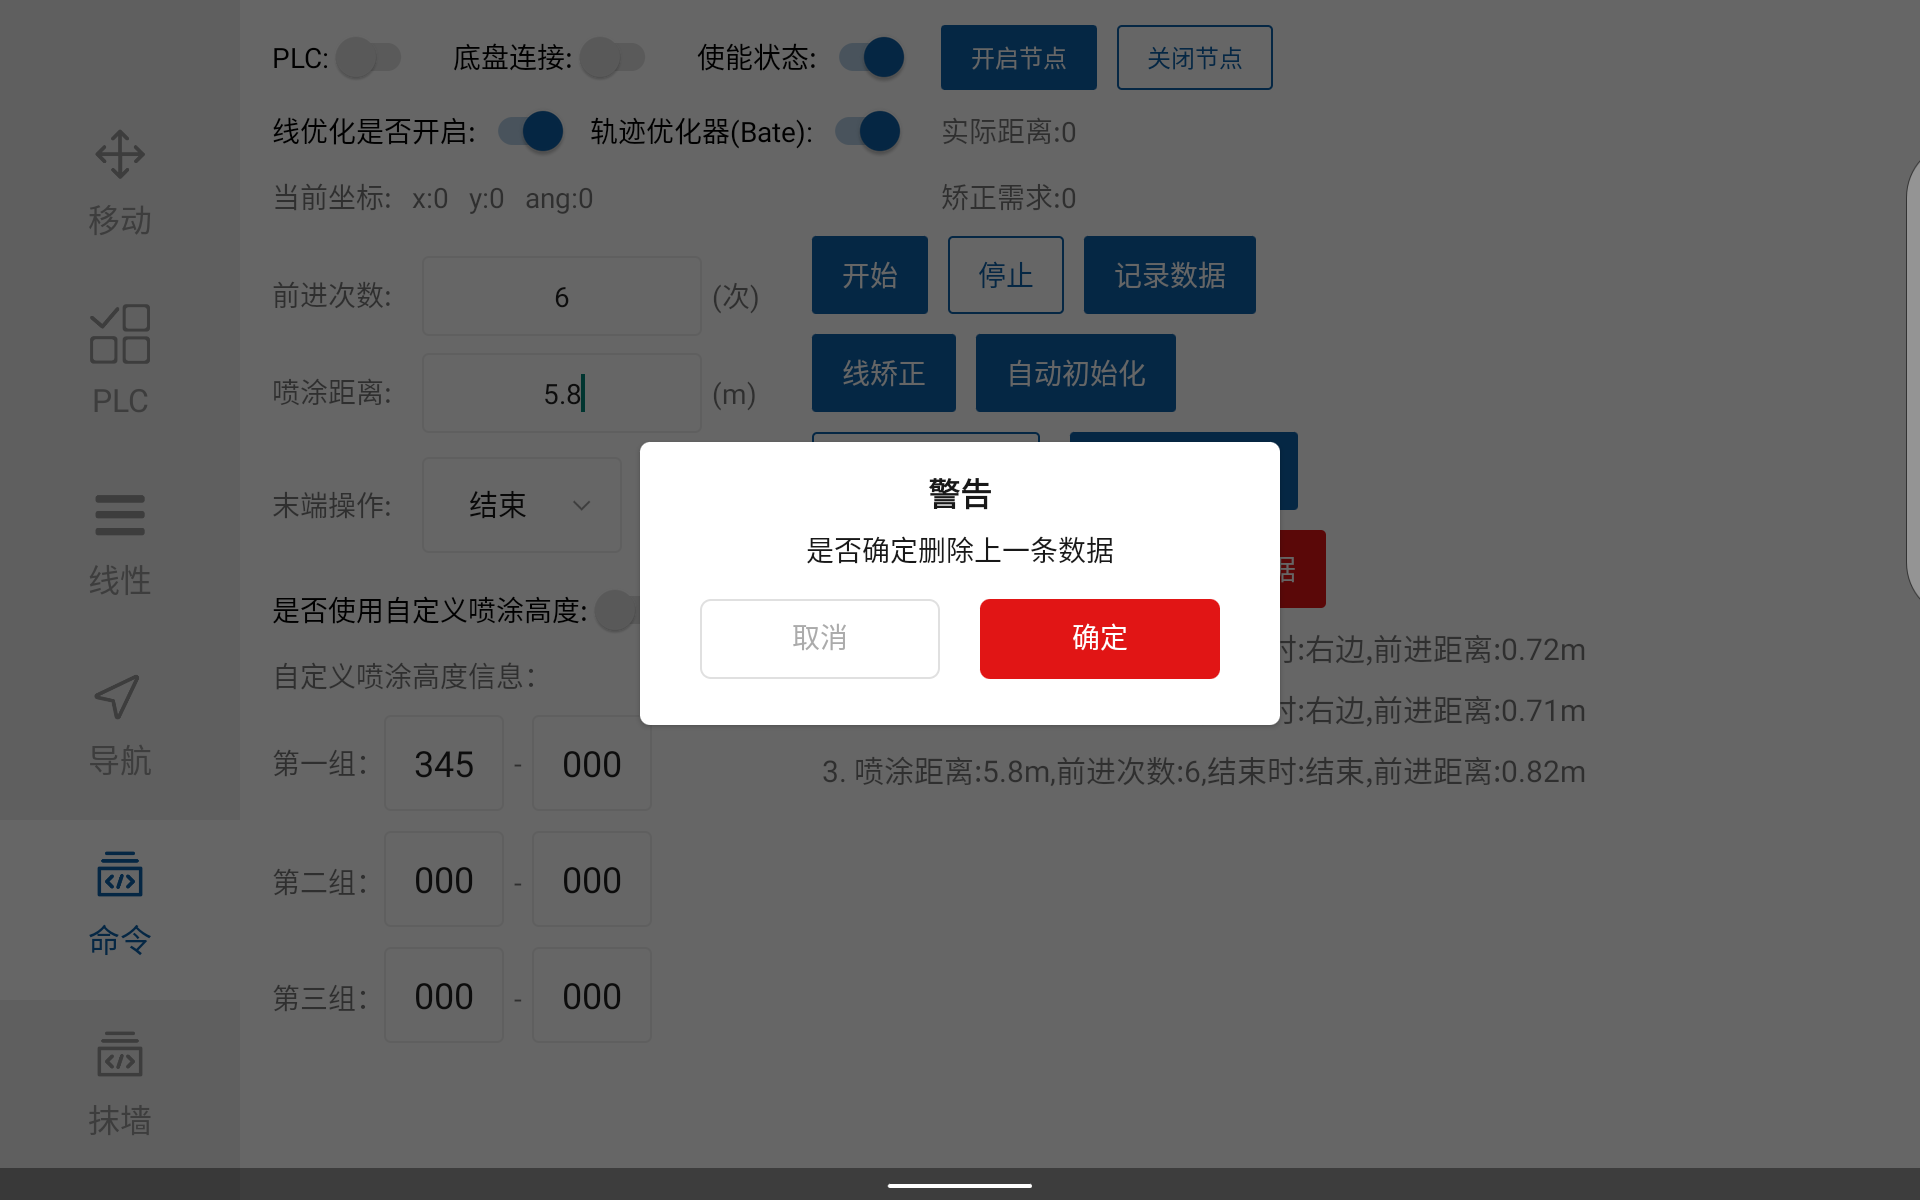 PLC: 底盘连接: 使能状态: 开启节点 关闭节点
线优化是否开启: 轨迹优化器(Bate): 实际距离:0
当前坐标: x:0 y:0 ang:0 矫正需求:0
移动
前进次数: 6 (次) 开始 停止 记录数据
PLC
喷涂距离: 5.8 (m) 线矫正 自动初始化
线性
末端操作: 结束
警告
是否确定删除上一条数据
取消 确定
据
是否使用自定义喷涂高度:
时:右边,前进距离:0.72m
自定义喷涂高度信息:
时:右边,前进距离:0.71m
导航
第一组: 345 - 000
3. 喷涂距离:5.8m,前进次数:6,结束时:结束,前进距离:0.82m
第二组: 000 - 000
命令
第三组: 000 - 000
抹墙